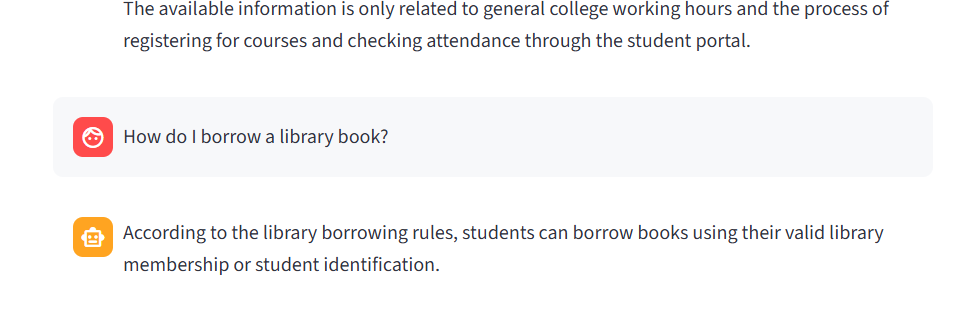 The available information is only related to general college working hours and the process of
registering for courses and checking attendance through the student portal.
How do I borrow a library book?
According to the library borrowing rules, students can borrow books using their valid library
membership or student identification.